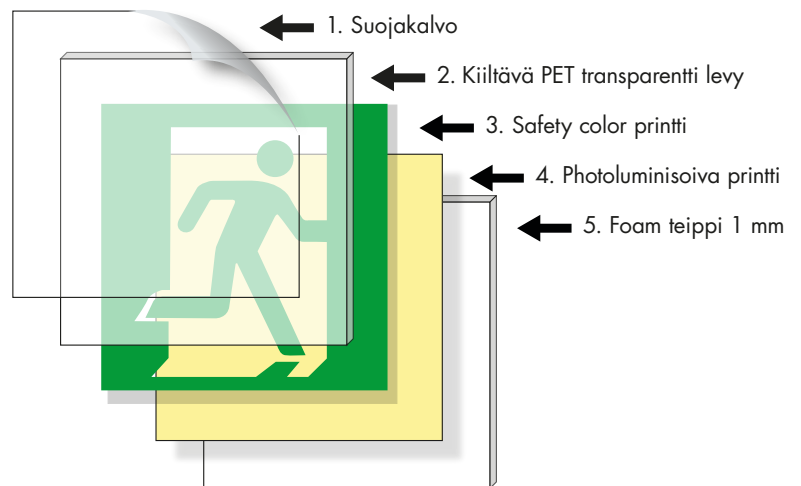 1. Suojakalvo
2. Kiiltävä PET transparentti levy
3. Safety color printti
4. Photoluminisoiva printti
5. Foam teippi 1 mm